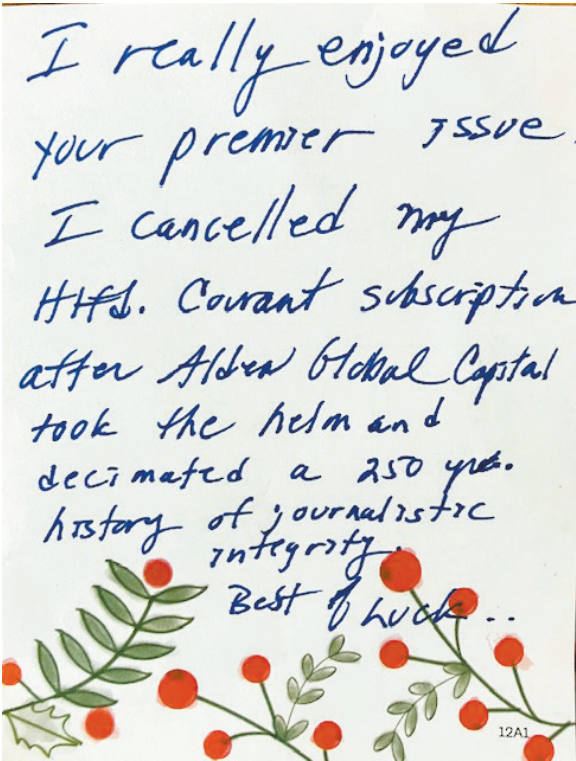 I really enjoyed
your premier issue.
I cancelled my
Htfd. Courant subscription
after Alden Global Capital
took the helm and
decimated a 250 yr.
history of journalistic
integrity.
Best of Luck..
12A1